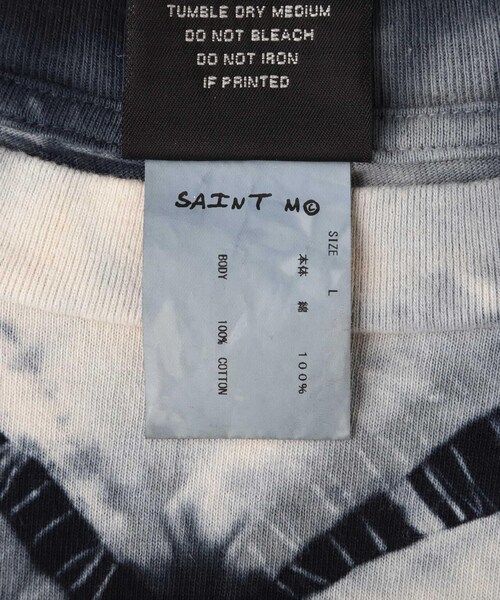 TUMBLE DRY MEDIUM
DO NOT BLEACH
DO NOT IRON
IF PRINTED
SAINT M©
SIZE L
本体 綿 100%
BODY 100% COTTON